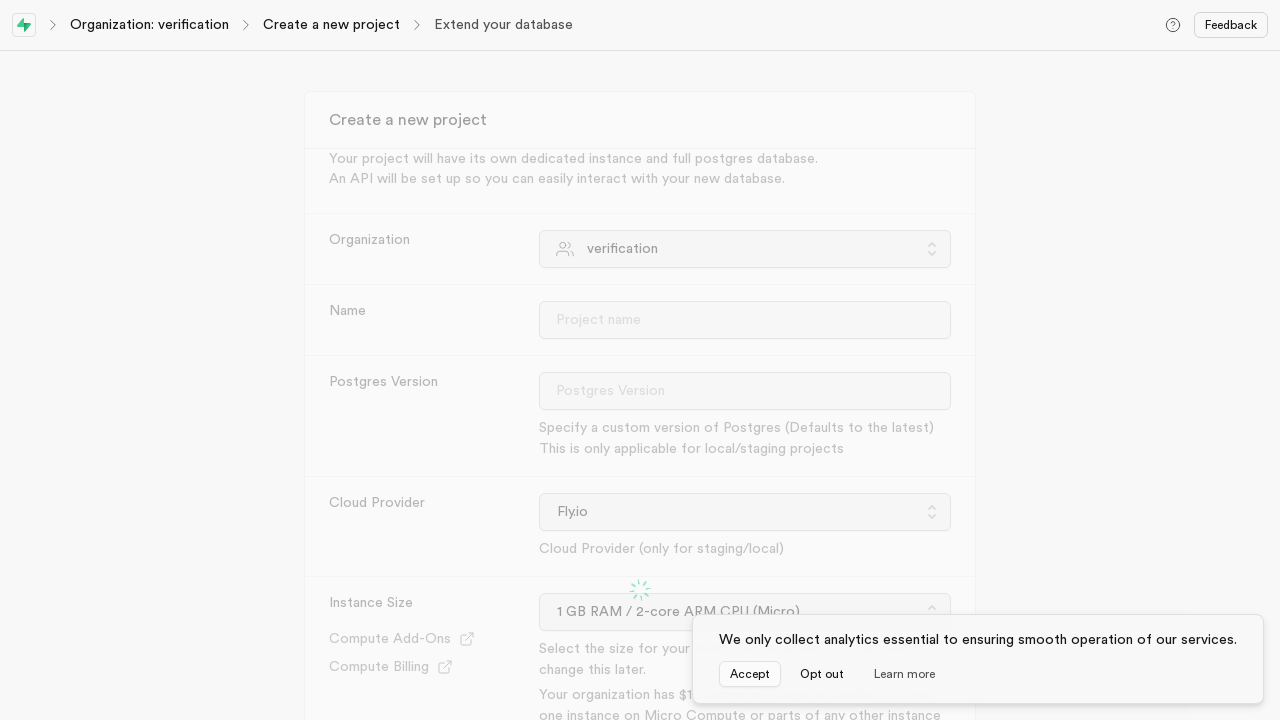 Organization: verification
Create a new project
Extend your database
Feedback
Create a new project
Your project will have its own dedicated instance and full postgres database.
An API will be set up so you can easily interact with your new database.
Organization
verification
Name
Project name
Postgres Version
Postgres Version
Specify a custom version of Postgres (Defaults to the latest)
This is only applicable for local/staging projects
Cloud Provider
Fly.io
Cloud Provider (only for staging/local)
Instance Size
1 GB RAM / 2-core ARM CPU (Micro)
Compute Add-Ons
Compute Billing
Select the size for your
change this later.
Your organization has $1
one instance on Micro Compute or parts of any other instance
We only collect analytics essential to ensuring smooth operation of our services.
Accept
Opt out
Learn more